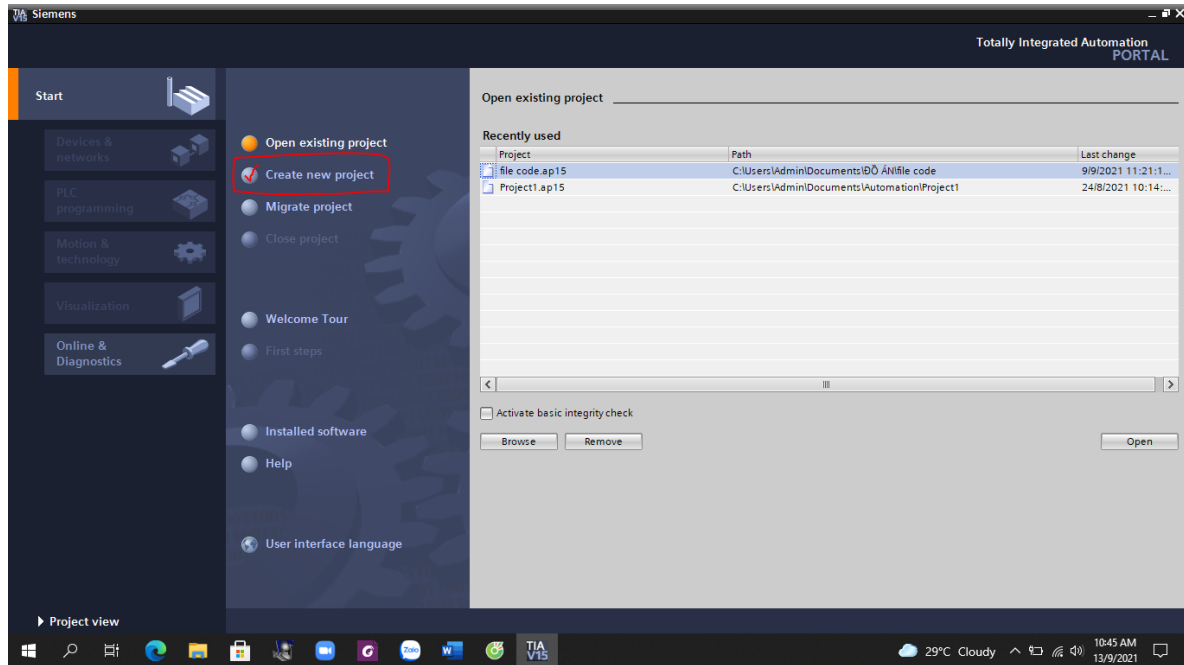 TIA V15 Siemens
Totally Integrated Automation
PORTAL
Start
Devices &
networks
PLC
programming
Motion &
technology
Visualization
Online &
Diagnostics
Open existing project
Create new project
Migrate project
Close project
Welcome Tour
First steps
Installed software
Help
User interface language
Open existing project
Recently used
Project Path Last change
file code.ap15 C:\Users\Admin\Documents\ĐỒ ÁN\file code 9/9/2021 11:21:1...
Project1.ap15 C:\Users\Admin\Documents\Automation\Project1 24/8/2021 10:14:...
Activate basic integrity check
Browse Remove Open
Project view
Zalo
TIA
V15
29°C Cloudy
10:45 AM
13/9/2021